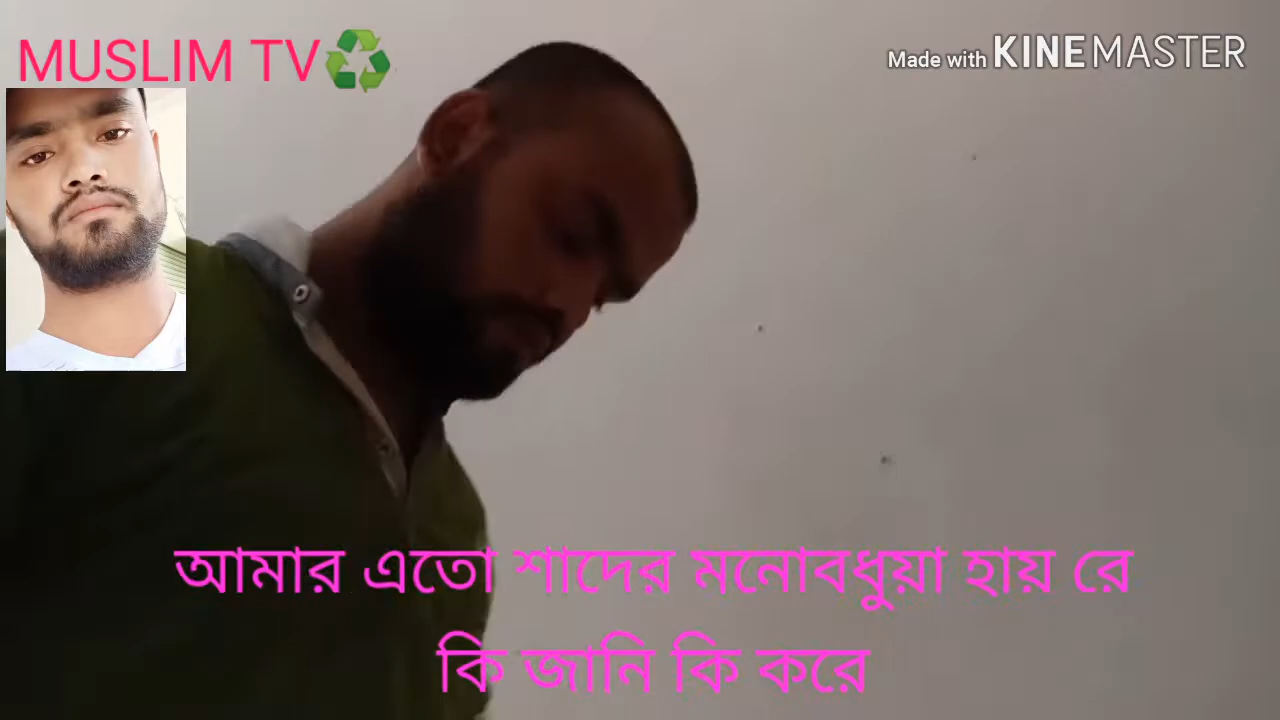 MUSLIM TV♻
Made with KINEMASTER
আমার এতো শাদের মনোবধুয়া হায় রে
কি জানি কি করে